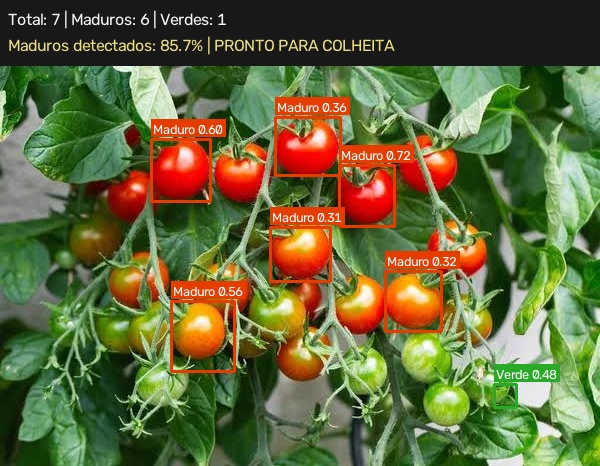 Total: 7 | Maduros: 6 | Verdes: 1
Maduros detectados: 85.7% | PRONTO PARA COLHEITA
Maduro 0.36
Maduro 0.60
Maduro 0.72
Maduro 0.31
Maduro 0.32
Maduro 0.56
Verde 0.48